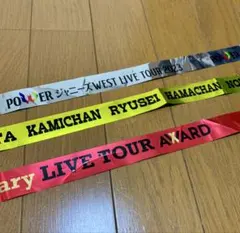 POWER ジャニーズWEST LIVE TOUR 2023
TA KAMICHAN RYUSEI HAMACHAN NO
ary LIVE TOUR AWARD